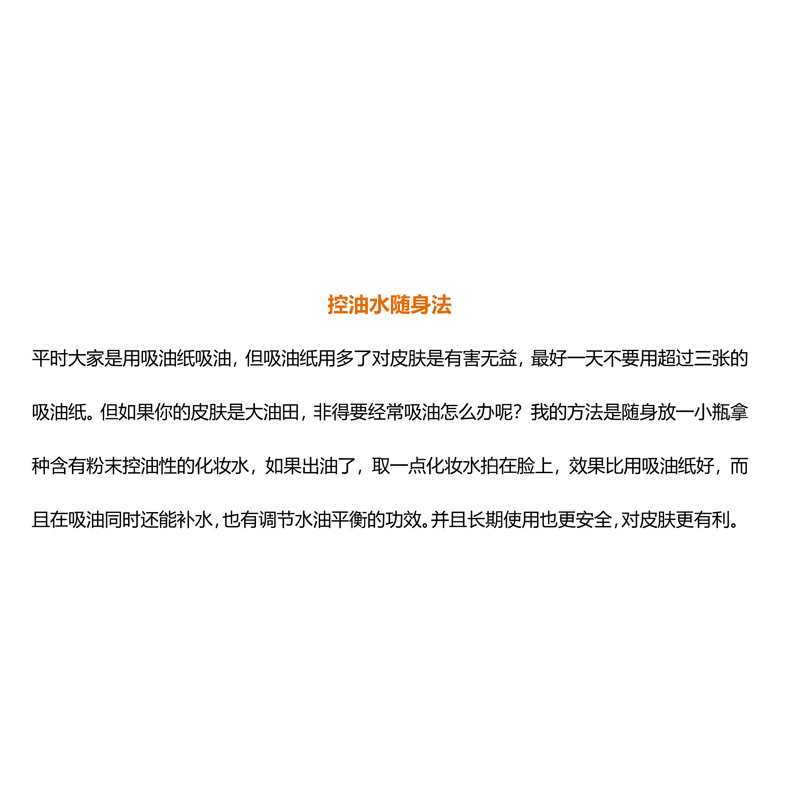 控油水随身法
平时大家是用吸油纸吸油，但吸油纸用多了对皮肤是有害无益，最好一天不要用超过三张的
吸油纸。但如果你的皮肤是大油田，非得要经常吸油怎么办呢？我的方法是随身放一小瓶拿
种含有粉末控油性的化妆水，如果出油了，取一点化妆水拍在脸上，效果比用吸油纸好，而
且在吸油同时还能补水，也有调节水油平衡的功效。并且长期使用也更安全，对皮肤更有利。